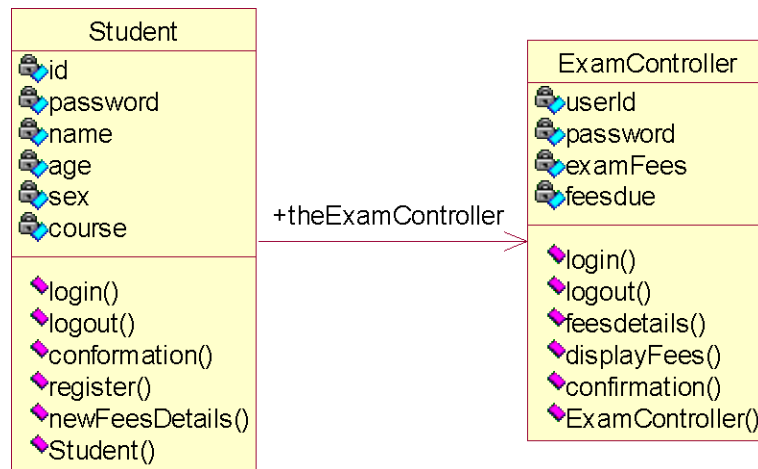 Student
id
password
name
age
sex
course
login()
logout()
conformation()
register()
newFeesDetails()
Student()
+theExamController
ExamController
userId
password
examFees
feesdue
login()
logout()
feesdetails()
displayFees()
confirmation()
ExamController()